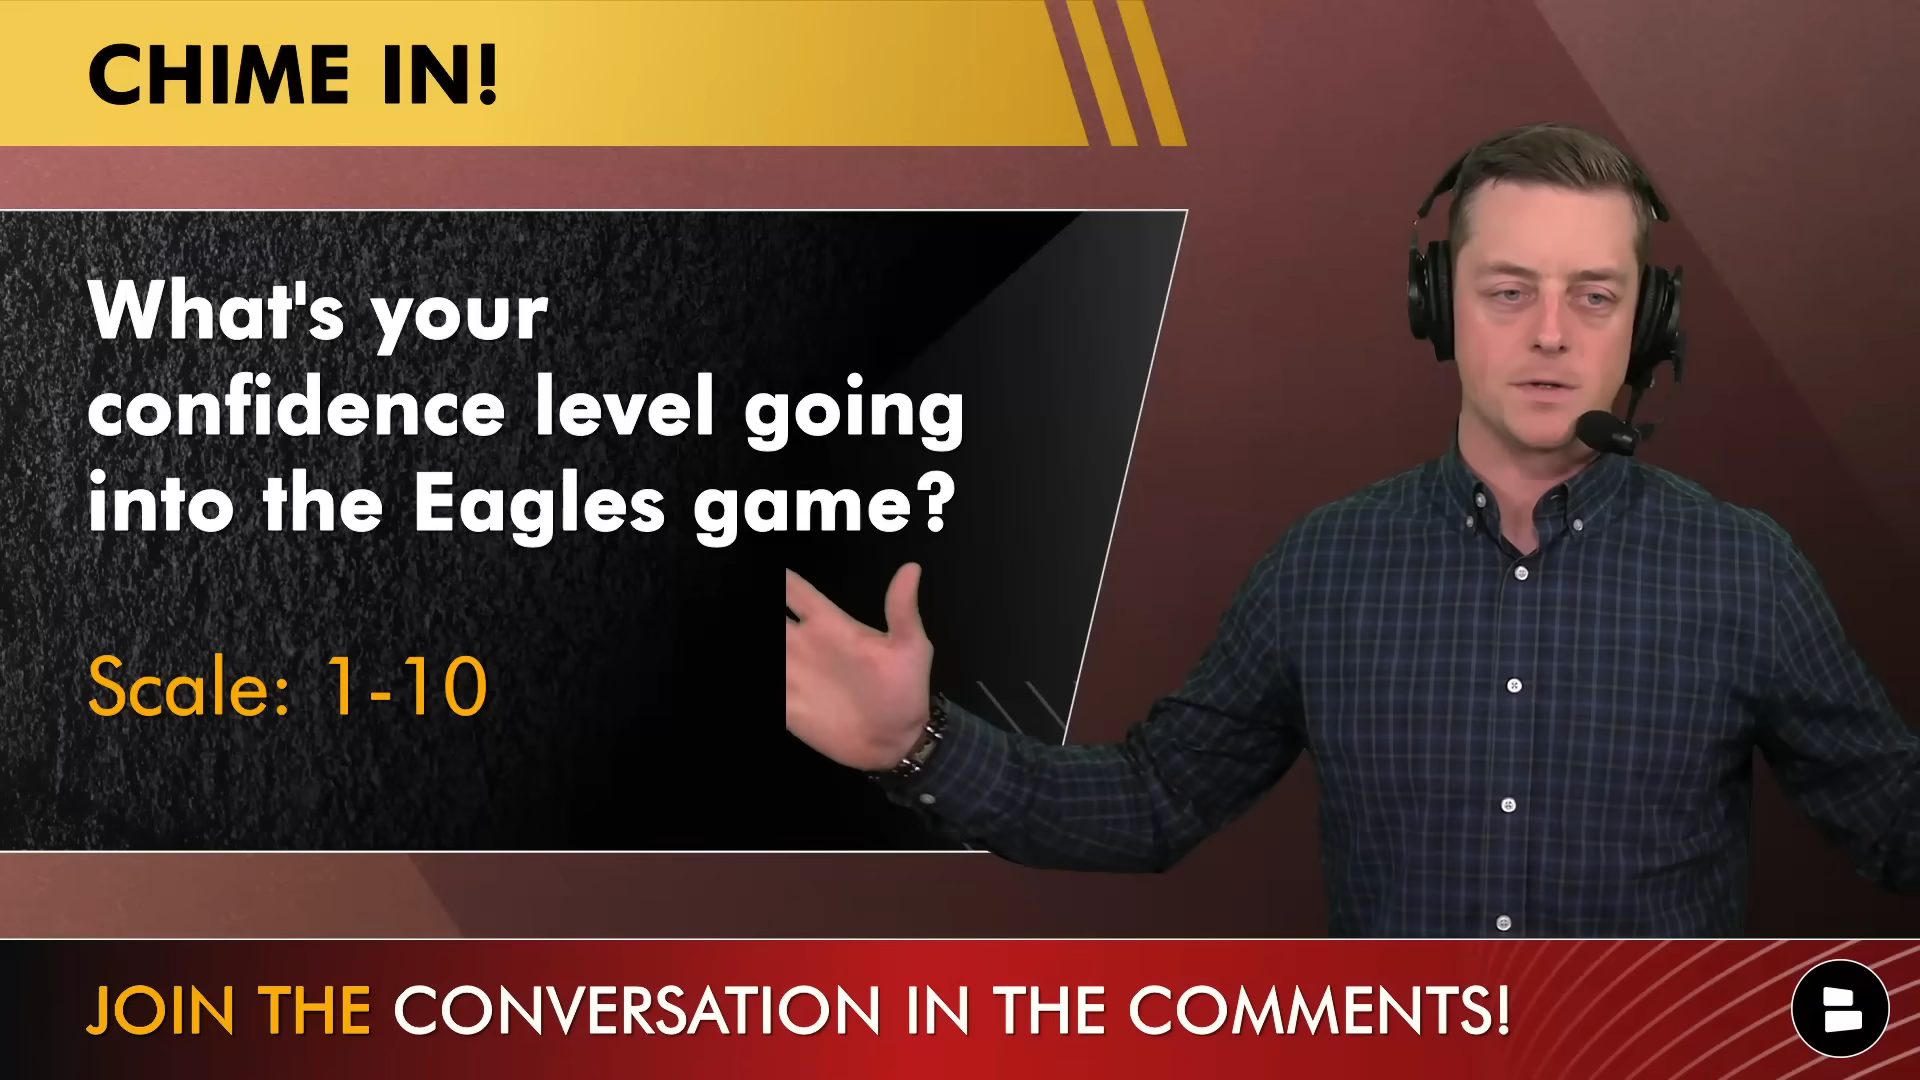 CHIME IN!
What's your
confidence level going
into the Eagles game?
Scale: 1-10
JOIN THE CONVERSATION IN THE COMMENTS!